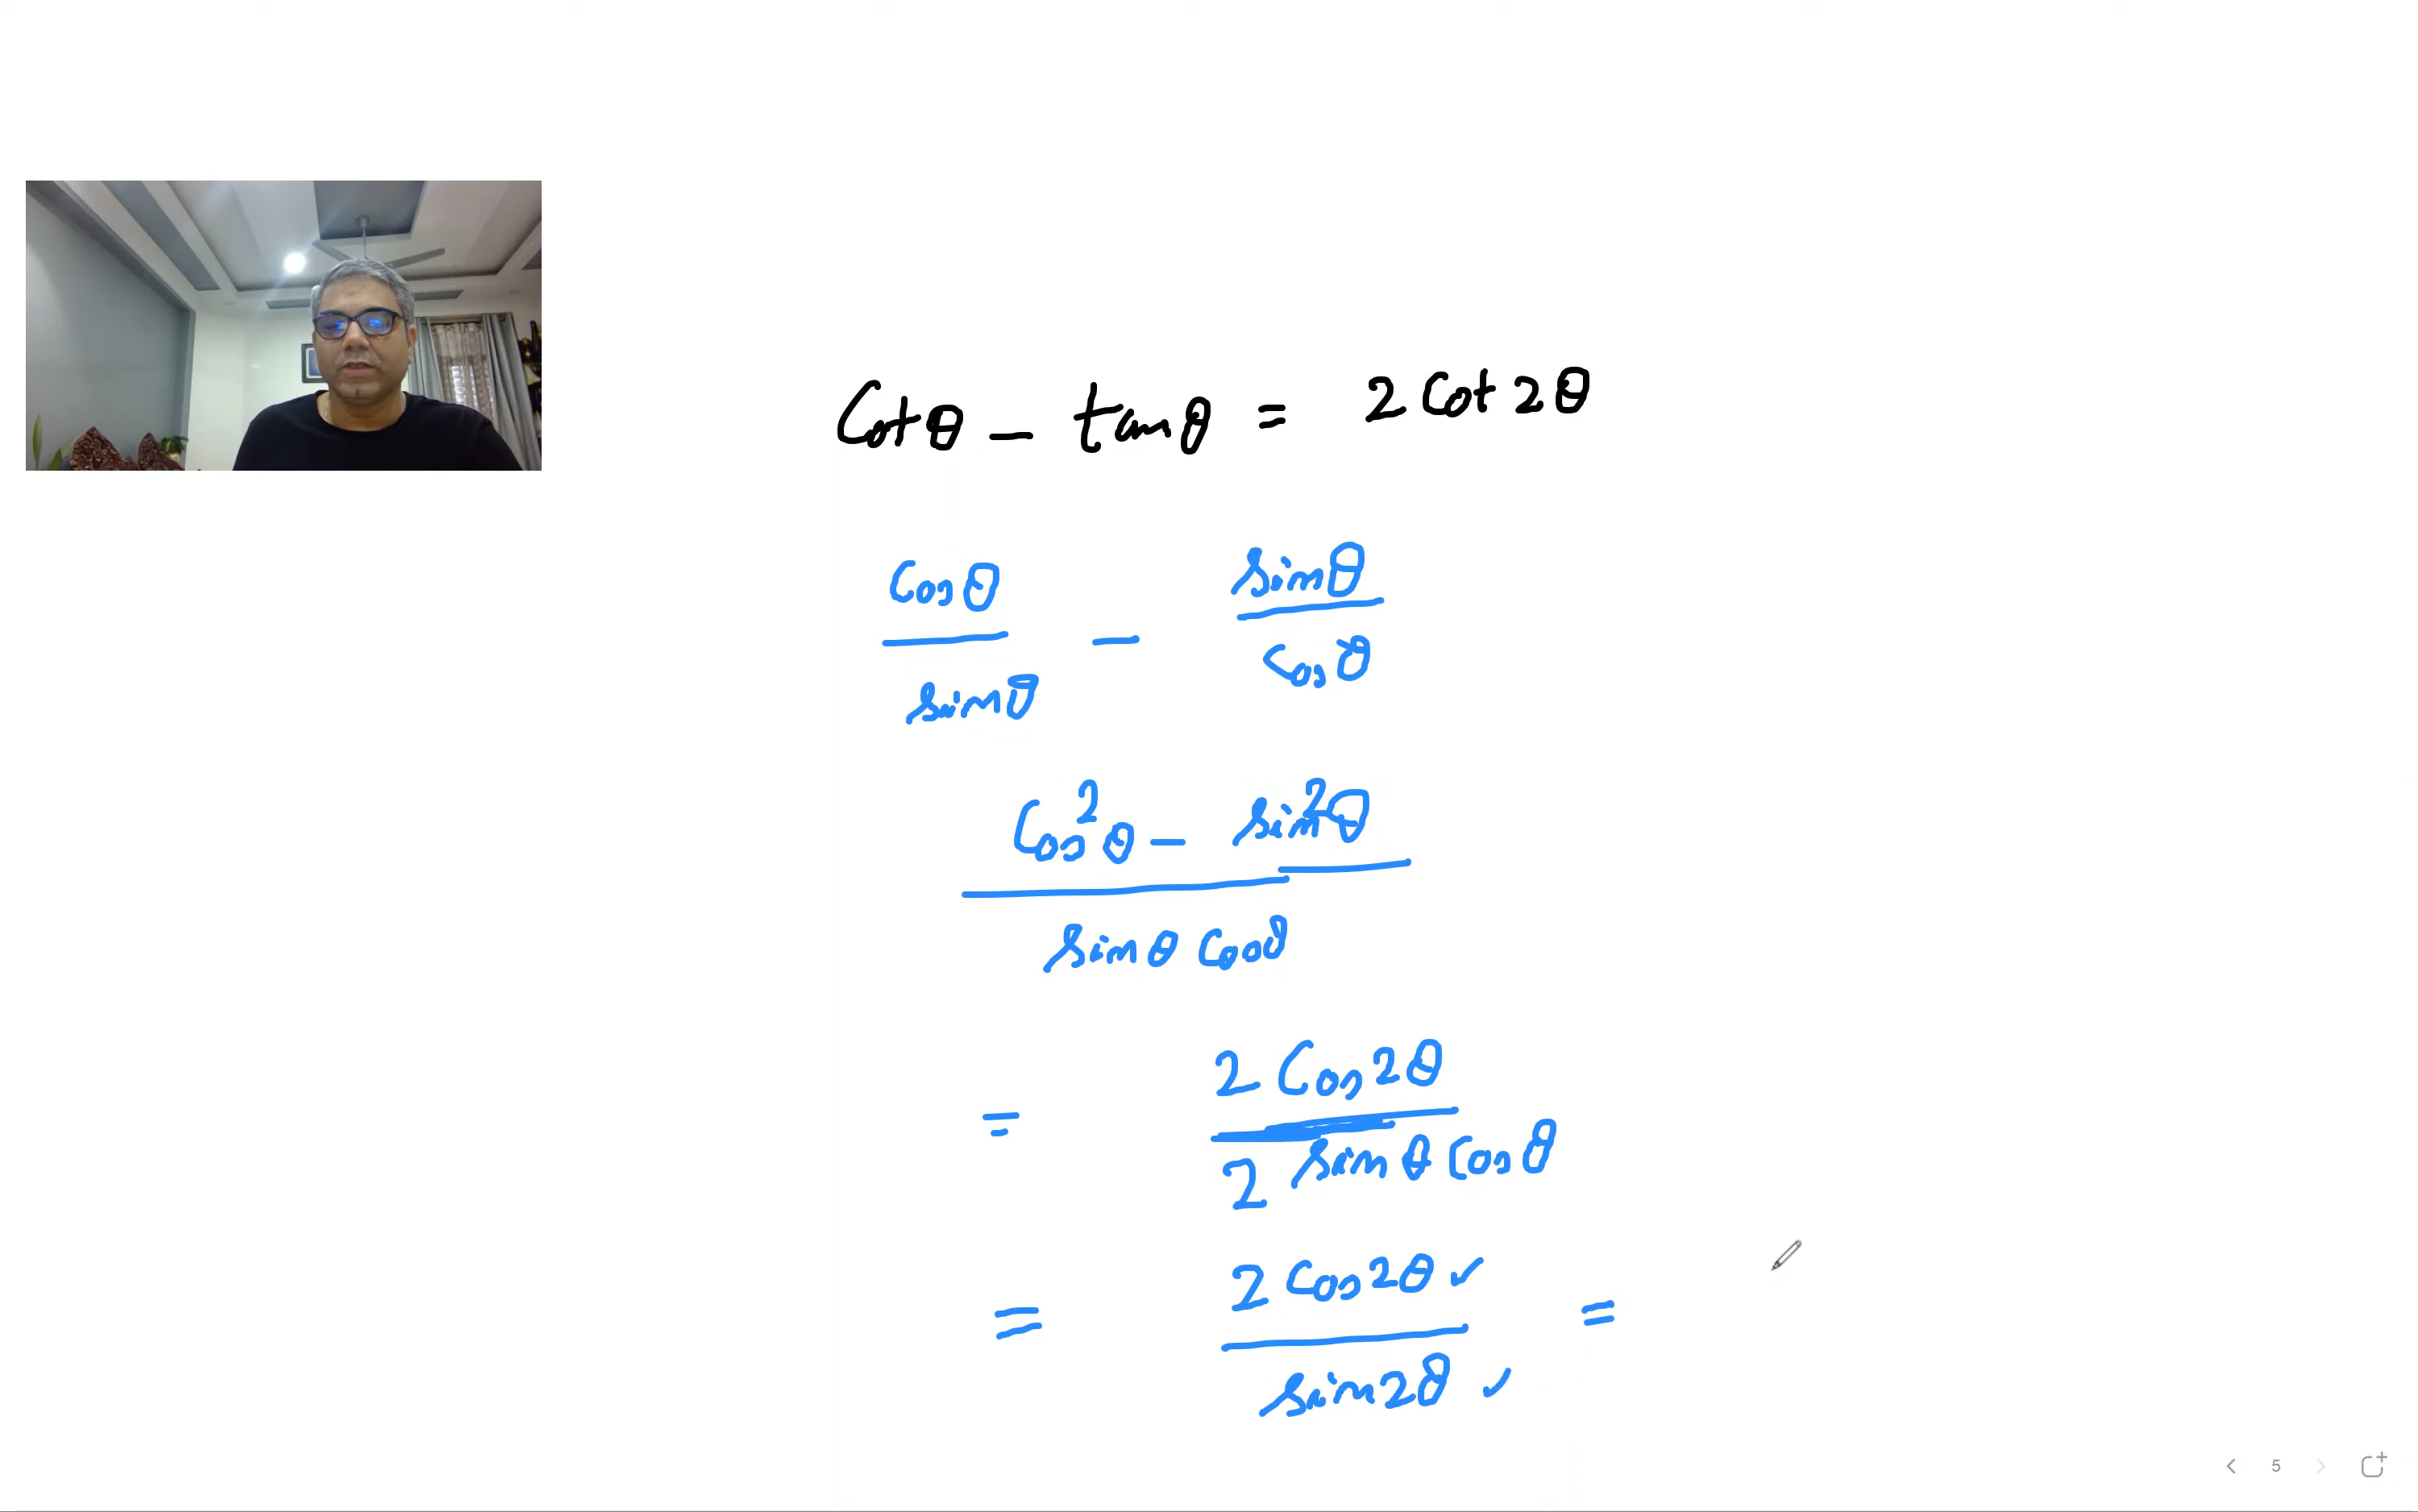 Cotθ - tanθ = 2 Cot 2θ
Cosθ / sinθ - sinθ / Cosθ
Cos²θ - sin²θ / sinθ Cosθ
= 2 Cos2θ / 2 sinθ Cosθ
= 2 Cos2θ ✓ / sin2θ ✓ =
5